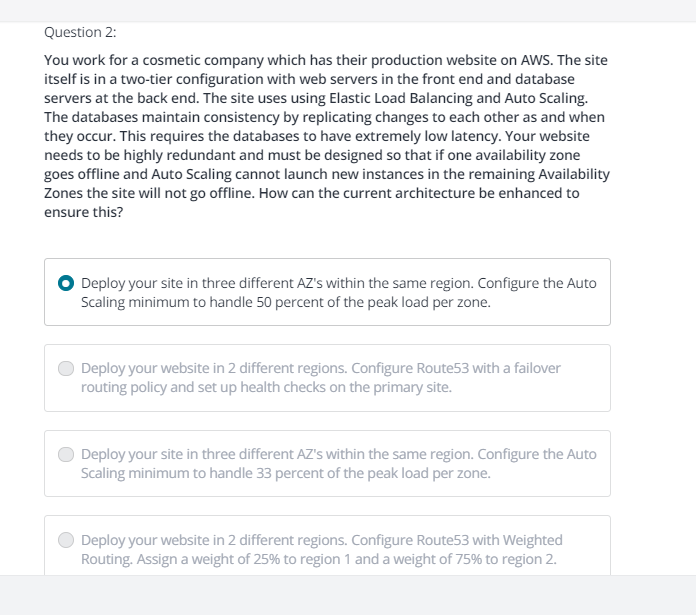 Question 2:
You work for a cosmetic company which has their production website on AWS. The site
itself is in a two-tier configuration with web servers in the front end and database
servers at the back end. The site uses using Elastic Load Balancing and Auto Scaling.
The databases maintain consistency by replicating changes to each other as and when
they occur. This requires the databases to have extremely low latency. Your website
needs to be highly redundant and must be designed so that if one availability zone
goes offline and Auto Scaling cannot launch new instances in the remaining Availability
Zones the site will not go offline. How can the current architecture be enhanced to
ensure this?
Deploy your site in three different AZ's within the same region. Configure the Auto
Scaling minimum to handle 50 percent of the peak load per zone.
Deploy your website in 2 different regions. Configure Route53 with a failover
routing policy and set up health checks on the primary site.
Deploy your site in three different AZ's within the same region. Configure the Auto
Scaling minimum to handle 33 percent of the peak load per zone.
Deploy your website in 2 different regions. Configure Route53 with Weighted
Routing. Assign a weight of 25% to region 1 and a weight of 75% to region 2.